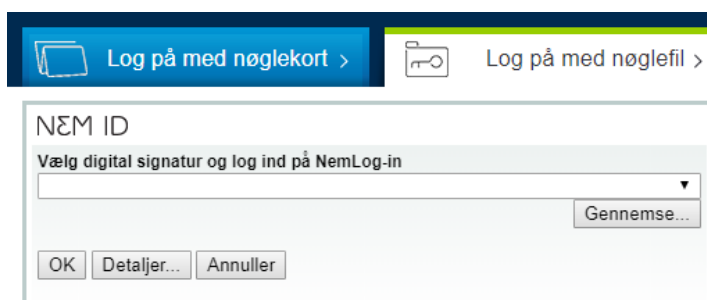 Log på med nøglekort >
Log på med nøglefil >
NEM ID
Vælg digital signatur og log ind på NemLog-in
Gennemse...
OK Detaljer... Annuller